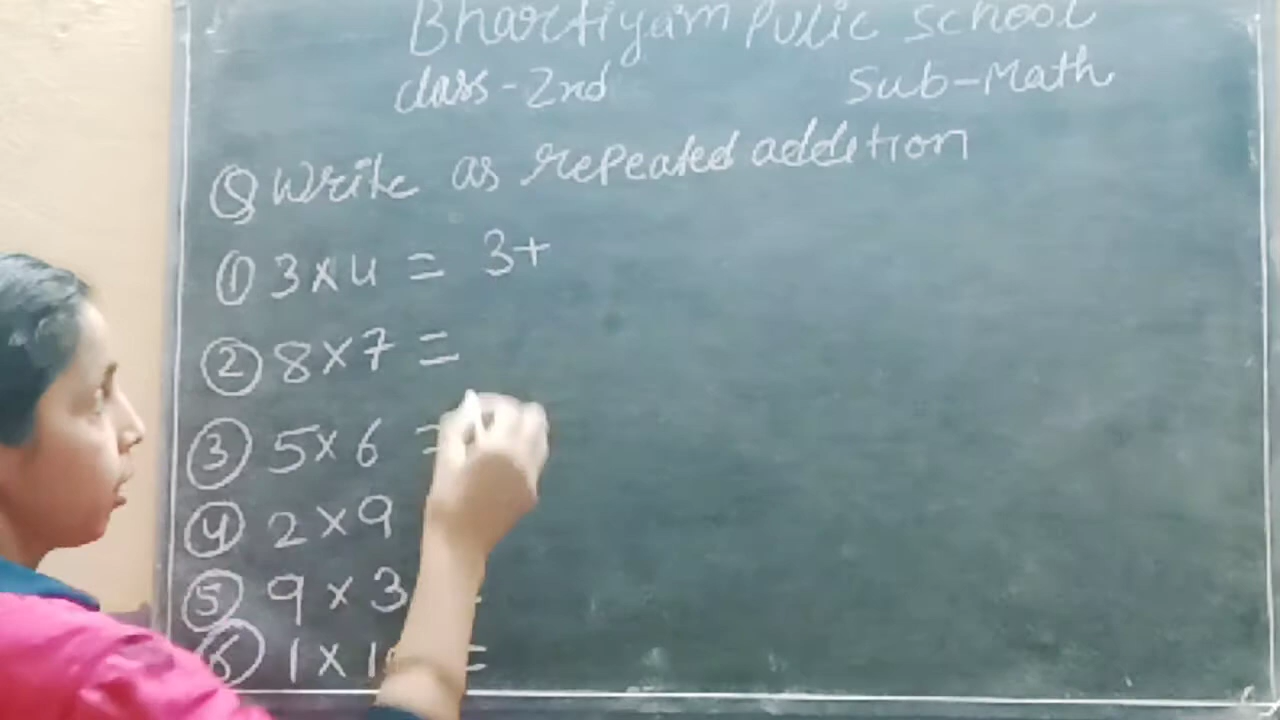 Bhartiyam Pulic School
Class-2nd Sub-Math
Q Write as repeated addetion
① 3×4 = 3+
② 8×7 =
③ 5×6 =
④ 2×9
⑤ 9×3 =
⑥ 1×1 =